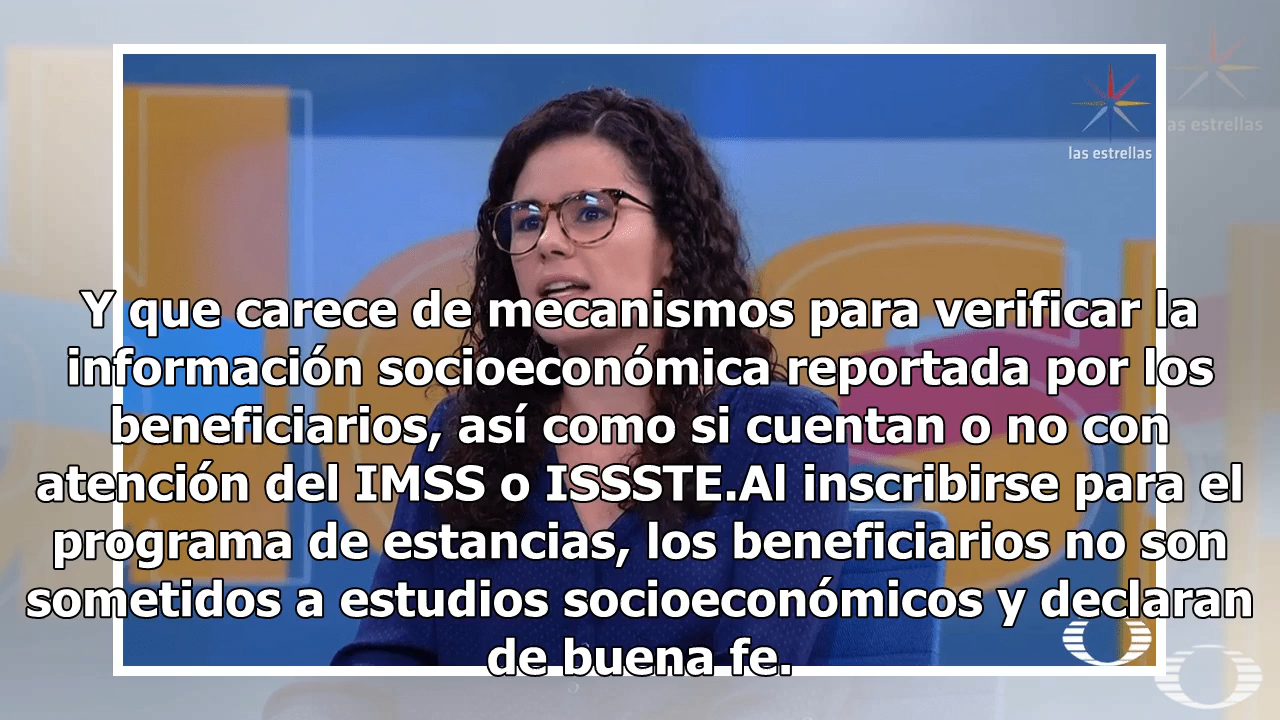 las estrellas
as estrellas
Y que carece de mecanismos para verificar la
información socioeconómica reportada por los
beneficiarios, así como si cuentan o no con
atención del IMSS o ISSSTE.Al inscribirse para el
programa de estancias, los beneficiarios no son
sometidos a estudios socioeconómicos y declaran
de buena fe.